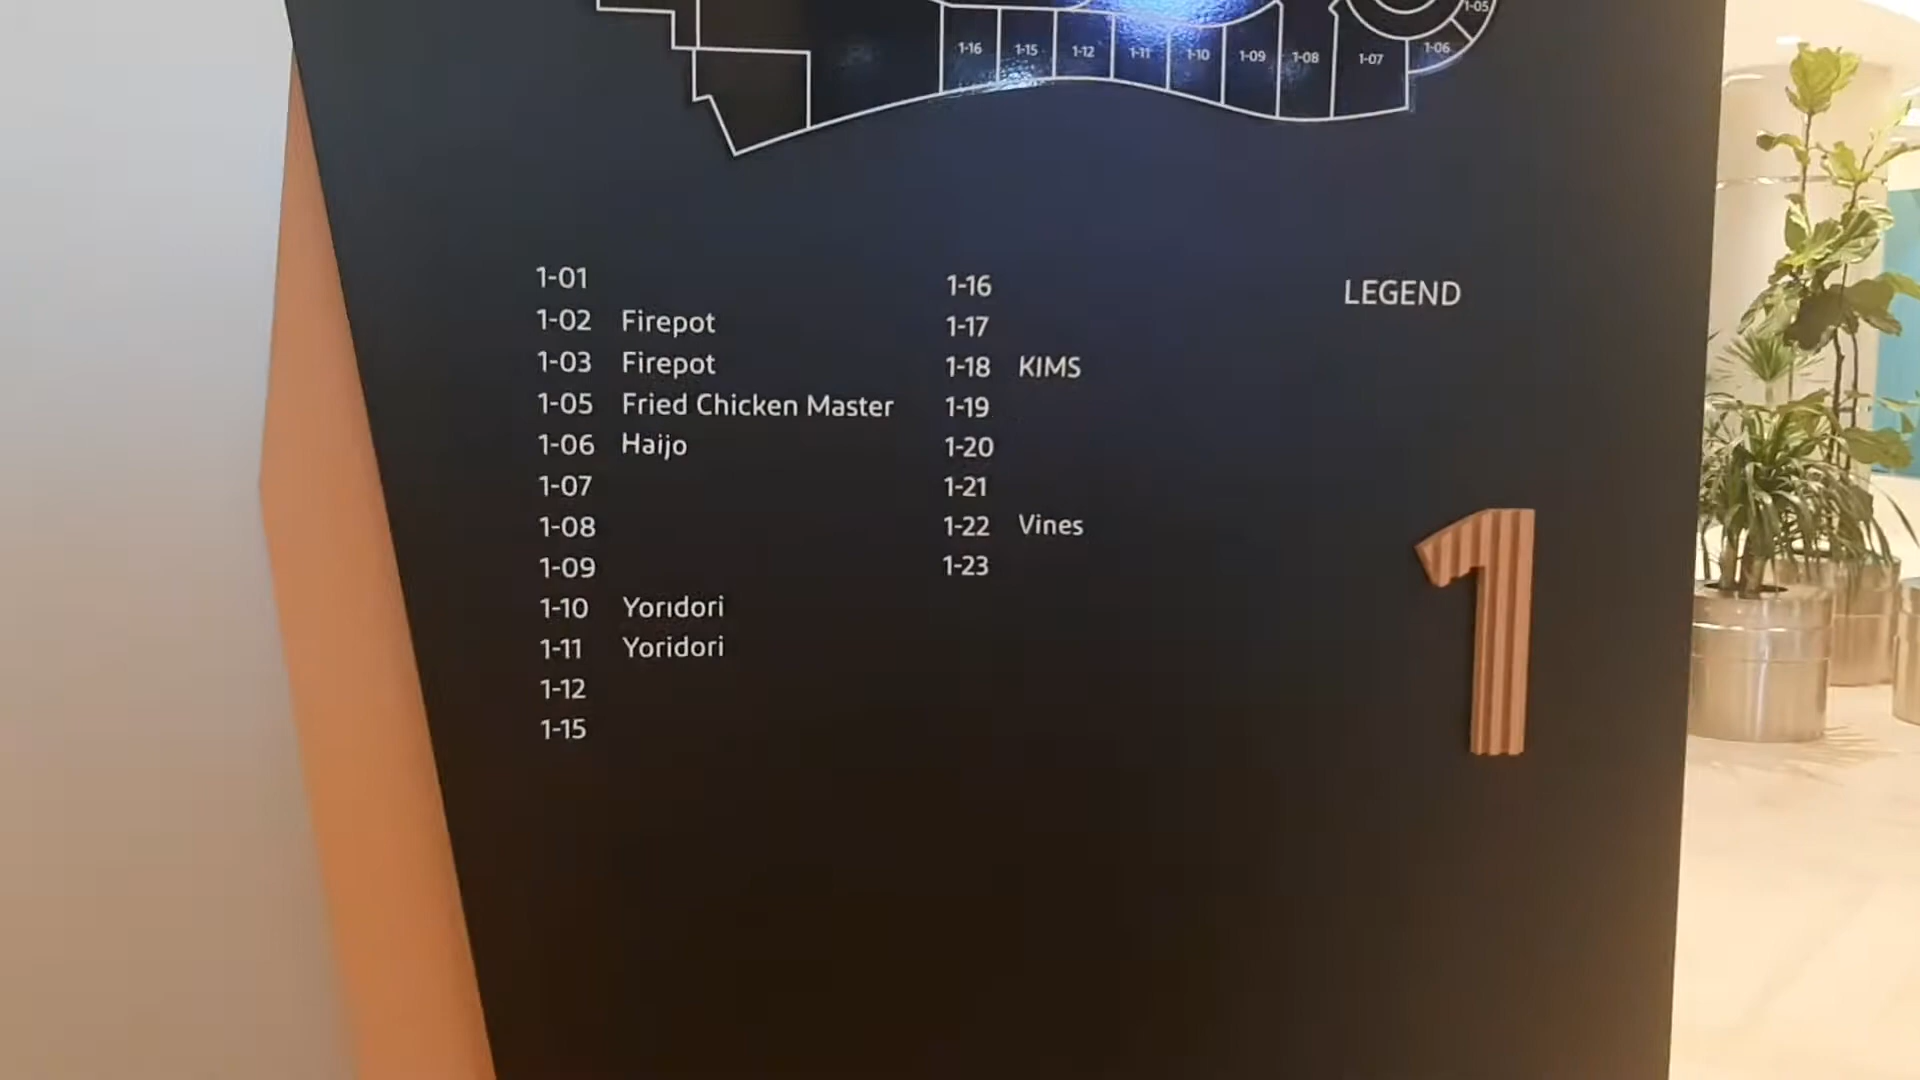 1-05
1-16 1-15 1-12 1-11 1-10 1-09 1-08 1-07 1-06
1-01
1-02 Firepot
1-03 Firepot
1-05 Fried Chicken Master
1-06 Haijo
1-07
1-08
1-09
1-10 Yoridori
1-11 Yoridori
1-12
1-15
1-16
1-17
1-18 KIMS
1-19
1-20
1-21
1-22 Vines
1-23
LEGEND
1